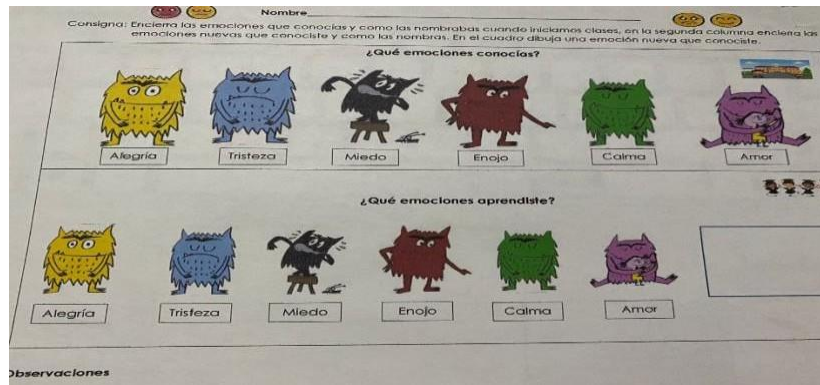 Nombre
Consigna: Encierra las emociones que conocías y como las nombrabas cuando iniciamos clases, en la segunda columna encierra las
emociones nuevas que conociste y como las nombras. En el cuadro dibuja una emoción nueva que conociste.
¿Qué emociones conocías?
Alegría Tristeza Miedo Enojo Calma Amor
¿Qué emociones aprendiste?
Alegría Tristeza Miedo Enojo Calma Amor
Observaciones